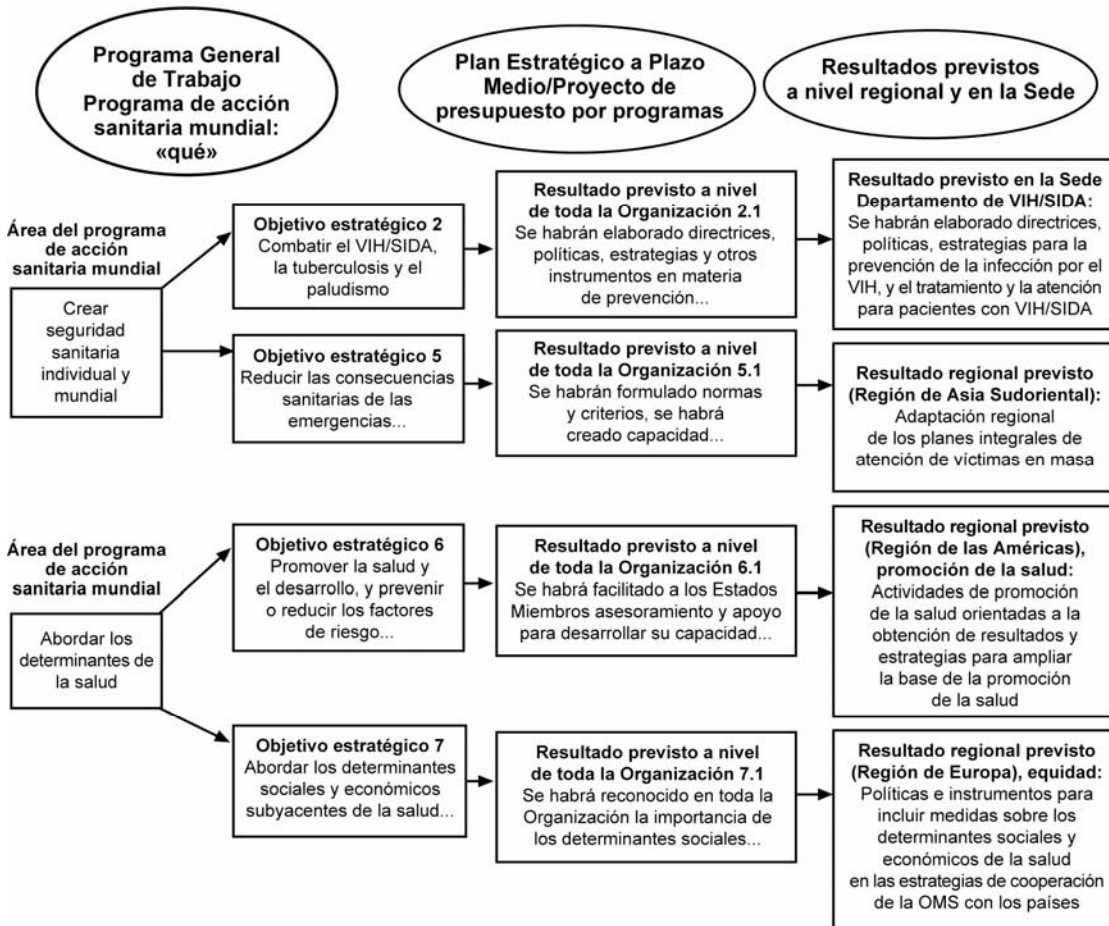 Programa General
de Trabajo
Programa de acción
sanitaria mundial:
«qué»
Plan Estratégico a Plazo
Medio/Proyecto de
presupuesto por programas
Resultados previstos
a nivel regional y en la Sede
Área del programa
de acción
sanitaria mundial
Crear
seguridad
sanitaria
individual y
mundial
Objetivo estratégico 2
Combatir el VIH/SIDA,
la tuberculosis y el
paludismo
Resultado previsto a nivel
de toda la Organización 2.1
Se habrán elaborado directrices,
políticas, estrategias y otros
instrumentos en materia
de prevención...
Resultado previsto en la Sede
Departamento de VIH/SIDA:
Se habrán elaborado directrices,
políticas, estrategias para la
prevención de la infección por el
VIH, y el tratamiento y la atención
para pacientes con VIH/SIDA
Objetivo estratégico 5
Reducir las consecuencias
sanitarias de las
emergencias...
Resultado previsto a nivel
de toda la Organización 5.1
Se habrán formulado normas
y criterios, se habrá
creado capacidad...
Resultado regional previsto
(Región de Asia Sudoriental):
Adaptación regional
de los planes integrales de
atención de víctimas en masa
Área del programa
de acción
sanitaria mundial
Abordar los
determinantes de
la salud
Objetivo estratégico 6
Promover la salud y
el desarrollo, y prevenir
o reducir los factores
de riesgo...
Resultado previsto a nivel
de toda la Organización 6.1
Se habrá facilitado a los Estados
Miembros asesoramiento y apoyo
para desarrollar su capacidad...
Resultado regional previsto
(Región de las Américas),
promoción de la salud:
Actividades de promoción
de la salud orientadas a la
obtención de resultados y
estrategias para ampliar
la base de la promoción
de la salud
Objetivo estratégico 7
Abordar los determinantes
sociales y económicos
subyacentes de la salud...
Resultado previsto a nivel
de toda la Organización 7.1
Se habrá reconocido en toda la
Organización la importancia de
los determinantes sociales...
Resultado regional previsto
(Región de Europa), equidad:
Políticas e instrumentos para
incluir medidas sobre los
determinantes sociales y
económicos de la salud
en las estrategias de cooperación
de la OMS con los países